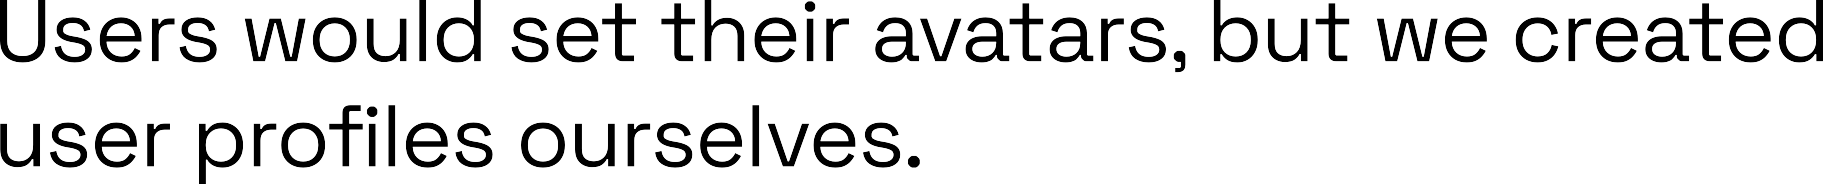 Users would set their avatars, but we created
user profiles ourselves.